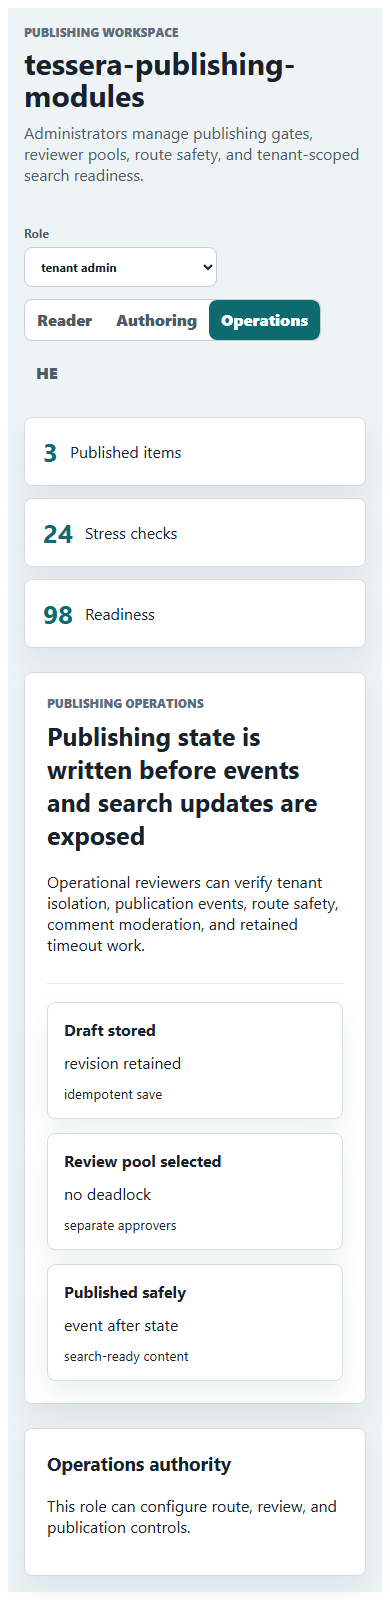 PUBLISHING WORKSPACE
tessera-publishing-
modules
Administrators manage publishing gates,
reviewer pools, route safety, and tenant-scoped
search readiness.
Role
tenant admin
Reader Authoring Operations
HE
3 Published items
24 Stress checks
98 Readiness
PUBLISHING OPERATIONS
Publishing state is
written before events
and search updates are
exposed
Operational reviewers can verify tenant
isolation, publication events, route safety,
comment moderation, and retained
timeout work.
Draft stored
revision retained
idempotent save
Review pool selected
no deadlock
separate approvers
Published safely
event after state
search-ready content
Operations authority
This role can configure route, review, and
publication controls.